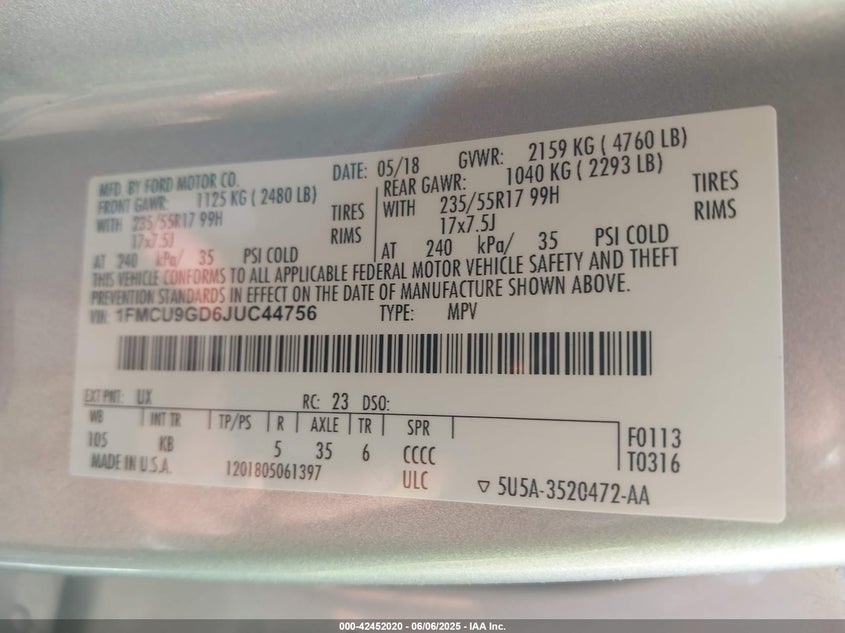 MFD. BY FORD MOTOR CO. DATE: 05/18 GVWR: 2159 KG ( 4760 LB)
FRONT GAWR: 1125 KG ( 2480 LB) REAR GAWR: 1040 KG ( 2293 LB)
WITH 235/55R17 99H TIRES WITH 235/55R17 99H TIRES
17x7.5J RIMS 17x7.5J RIMS
AT 240 kPa/ 35 PSI COLD AT 240 kPa/ 35 PSI COLD
THIS VEHICLE CONFORMS TO ALL APPLICABLE FEDERAL MOTOR VEHICLE SAFETY AND THEFT
PREVENTION STANDARDS IN EFFECT ON THE DATE OF MANUFACTURE SHOWN ABOVE.
VIN: 1FMCU9GD6JUC44756 TYPE: MPV
EXT PNT: UX RC: 23 DSO:
WB INT TR TP/PS R AXLE TR SPR
105 KB 5 35 6 CCCC
F0113
T0316
MADE IN U.S.A. 1201805061397 ULC 5U5A-3520472-AA
000-42452020 - 06/06/2025 - IAA Inc.